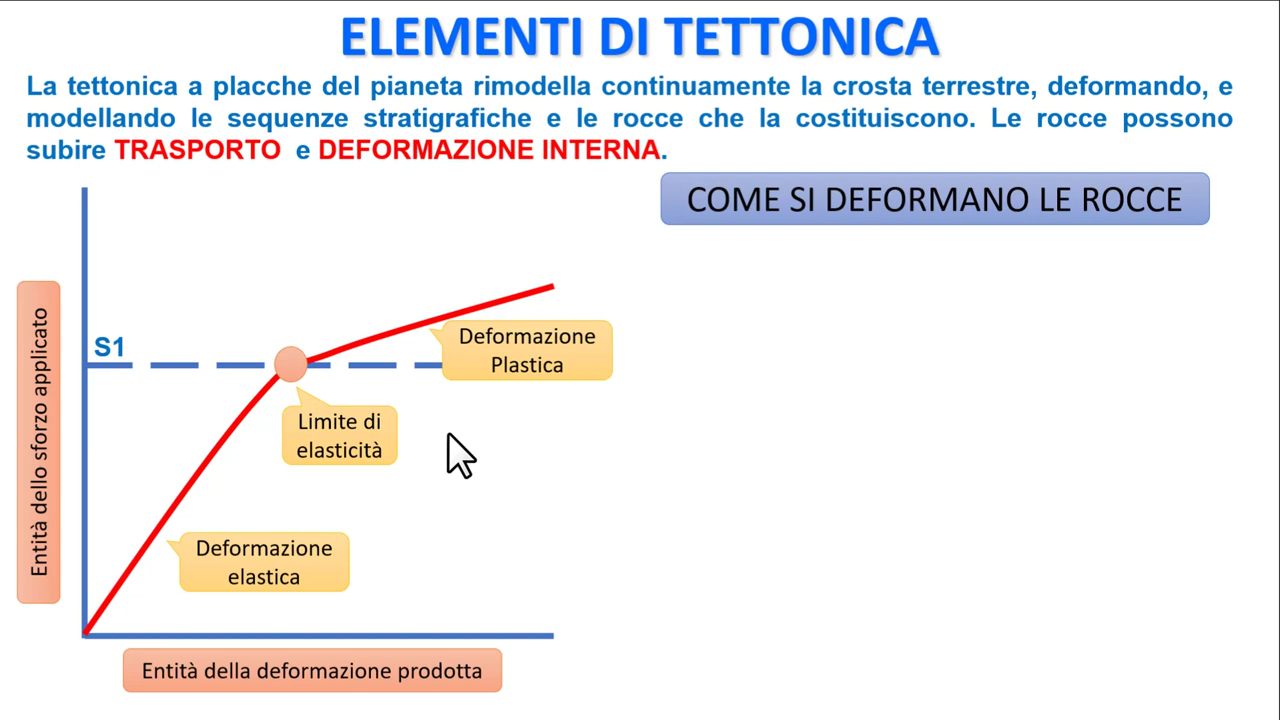 ELEMENTI DI TETTONICA
La tettonica a placche del pianeta rimodella continuamente la crosta terrestre, deformando, e
modellando le sequenze stratigrafiche e le rocce che la costituiscono. Le rocce possono
subire TRASPORTO e DEFORMAZIONE INTERNA.
COME SI DEFORMANO LE ROCCE
Entità dello sforzo applicato
S1
Deformazione
Plastica
Limite di
elasticità
Deformazione
elastica
Entità della deformazione prodotta